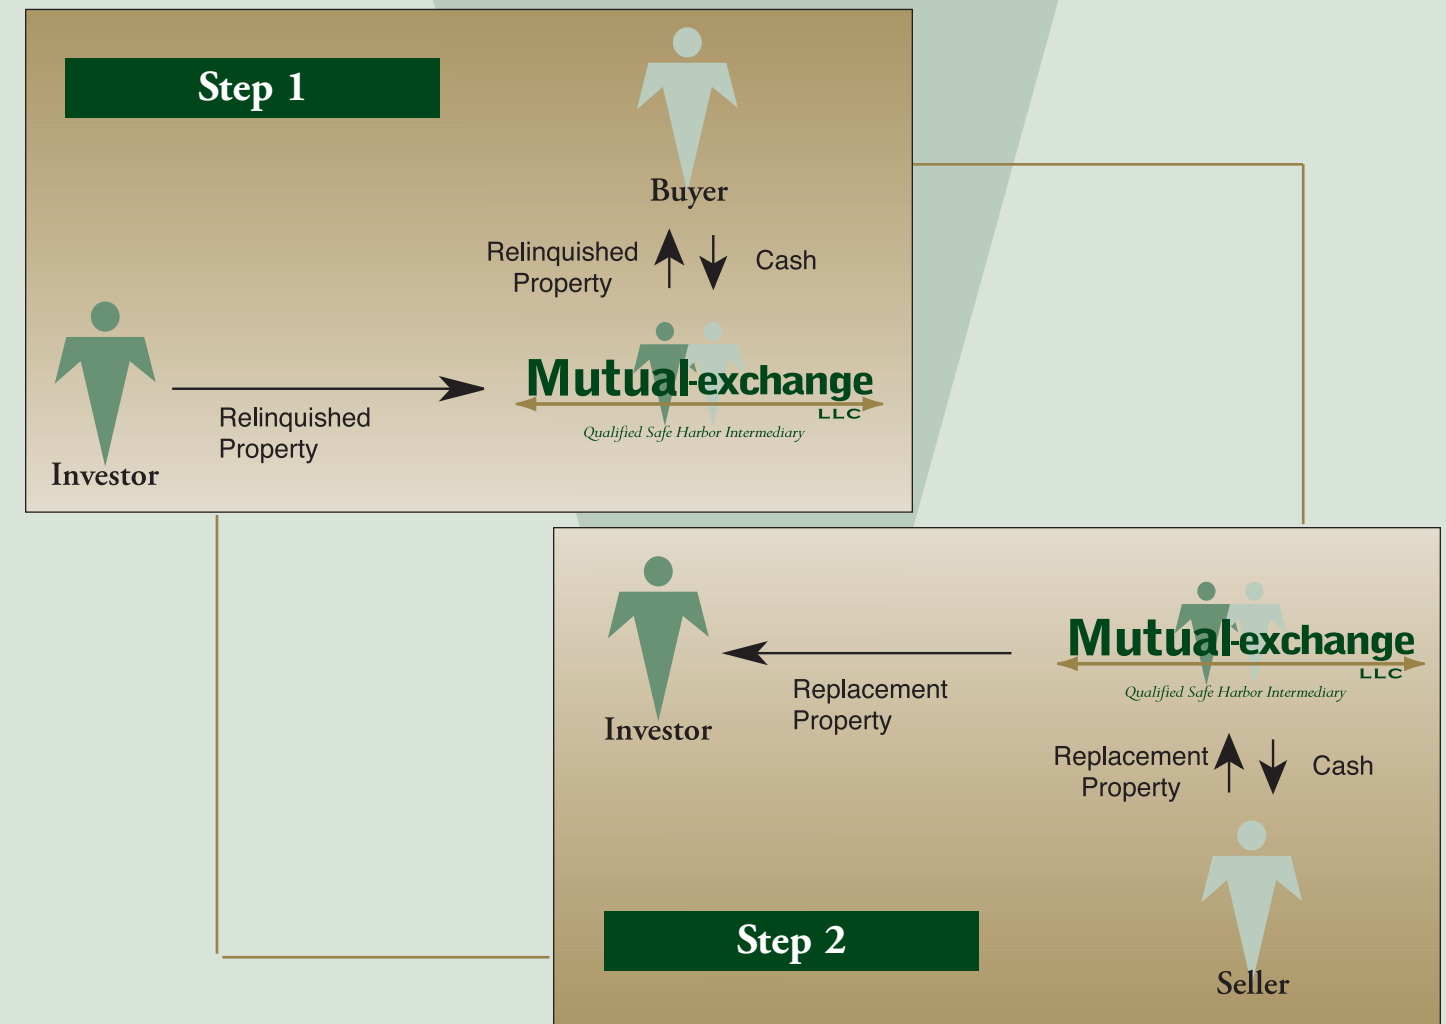 Step 1
Buyer
Relinquished
Property
Cash
Mutual-exchange
LLC
Qualified Safe Harbor Intermediary
Relinquished
Property
Investor
Investor
Mutual-exchange
LLC
Qualified Safe Harbor Intermediary
Replacement
Property
Replacement
Property
Cash
Step 2
Seller